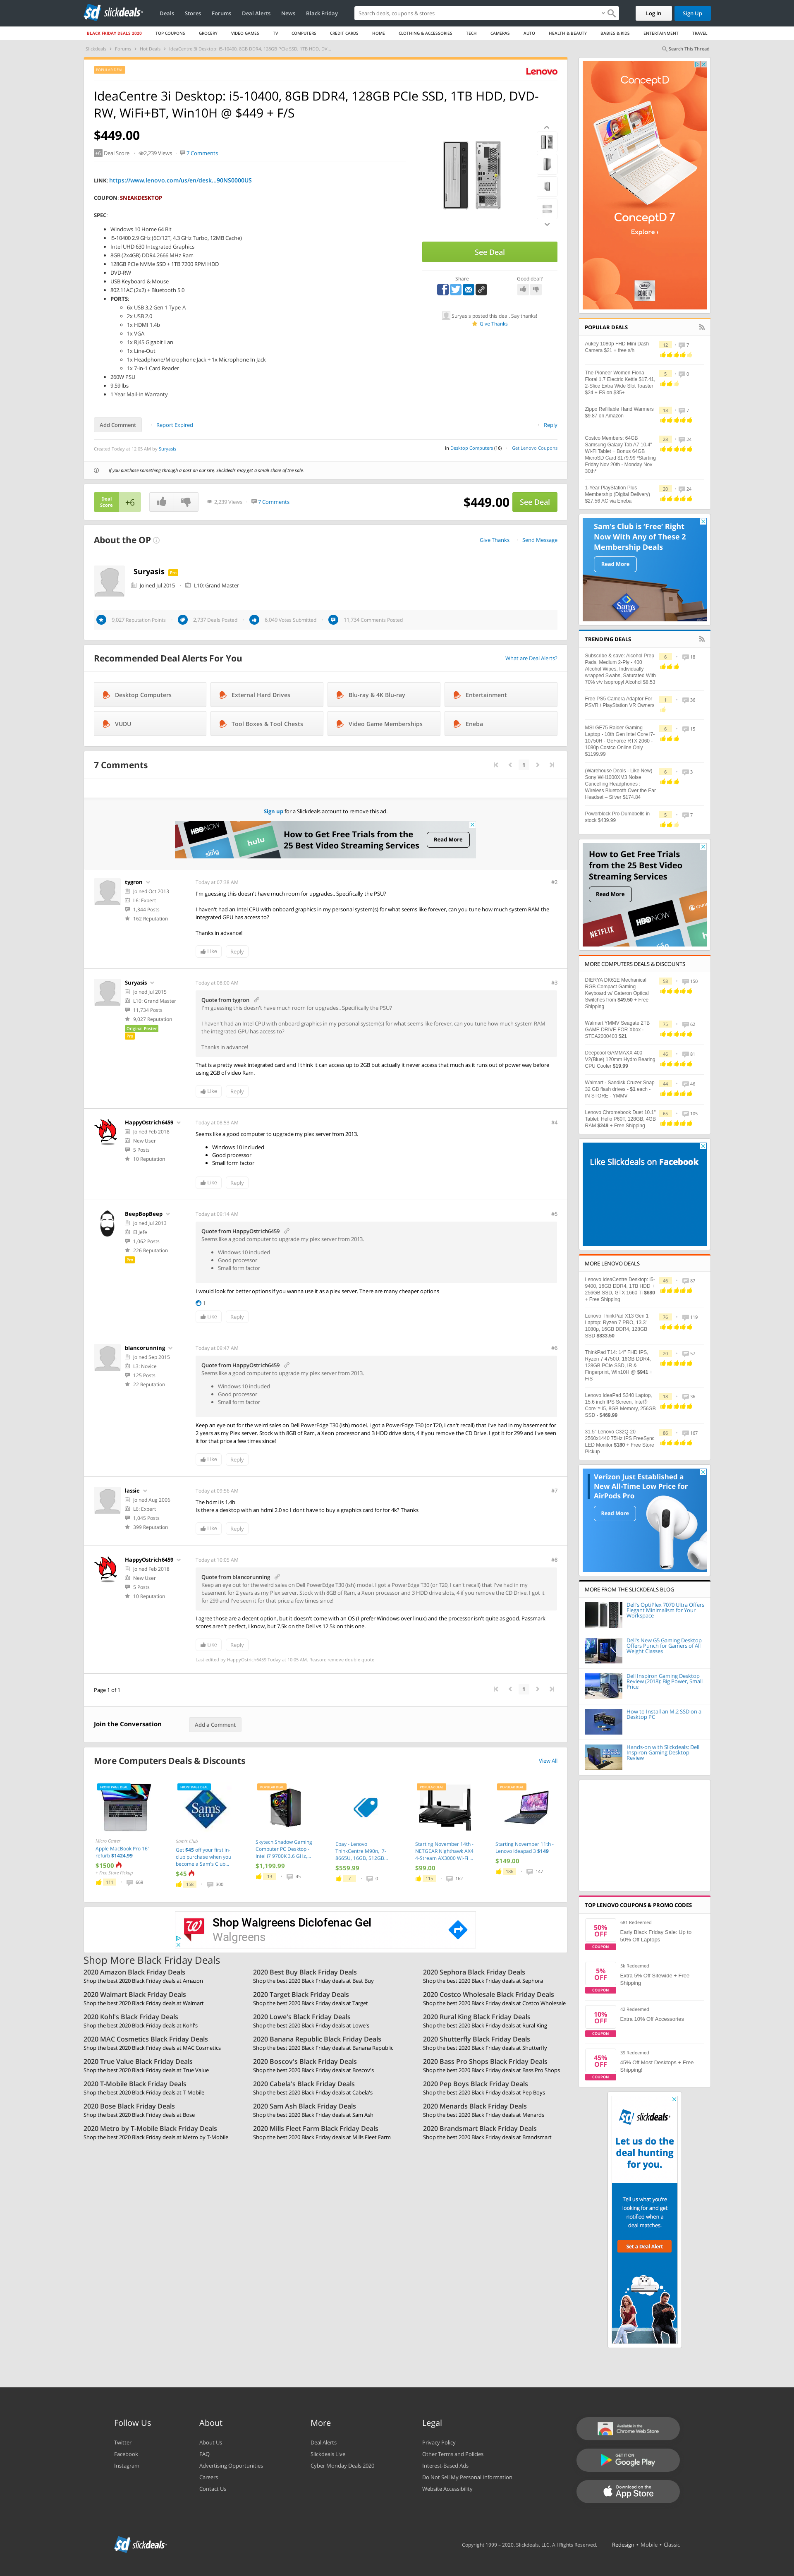 slickdeals
Deals Stores Forums Deal Alerts News Black Friday
Search deals, coupons & stores
Log In Sign Up
BLACK FRIDAY DEALS 2020 TOP COUPONS GROCERY VIDEO GAMES TV COMPUTERS CREDIT CARDS HOME CLOTHING & ACCESSORIES TECH CAMERAS AUTO HEALTH & BEAUTY BABIES & KIDS ENTERTAINMENT TRAVEL
Slickdeals > Forums > Hot Deals > IdeaCentre 3i Desktop: i5-10400, 8GB DDR4, 128GB PCIe SSD, 1TB HDD, DV...
Search This Thread
Lenovo
IdeaCentre 3i Desktop: i5-10400, 8GB DDR4, 128GB PCIe SSD, 1TB HDD, DVD-
RW, WiFi+BT, Win10H @ $449 + F/S
$449.00
+6 Deal Score 2,239 Views 7 Comments
LINK: https://www.lenovo.com/us/en/desk...90NS0000US
COUPON: SNEAKDESKTOP
SPEC:
Windows 10 Home 64 Bit
i5-10400 2.9 GHz (6C/12T, 4.3 GHz Turbo, 12MB Cache)
Intel UHD 630 Integrated Graphics
8GB (2x4GB) DDR4 2666 MHz Ram
128GB PCIe NVMe SSD + 1TB 7200 RPM HDD
DVD-RW
USB Keyboard & Mouse
802.11AC (2x2) + Bluetooth 5.0
PORTS:
6x USB 3.2 Gen 1 Type-A
2x USB 2.0
1x HDMI 1.4b
1x VGA
1x RJ45 Gigabit Lan
1x Line-Out
1x Headphone/Microphone Jack + 1x Microphone In Jack
1x 7-in-1 Card Reader
260W PSU
9.59 lbs
1 Year Mail-In Warranty
See Deal
Share Good deal?
Suryasis posted this deal. Say thanks!
Give Thanks
Add Comment Report Expired Reply
Created Today at 12:05 AM by Suryasis
in Desktop Computers (16) Get Lenovo Coupons
If you purchase something through a post on our site, Slickdeals may get a small share of the sale.
Deal
Score +6 2,239 Views 7 Comments $449.00 See Deal
About the OP
Give Thanks Send Message
Suryasis Pro
Joined Jul 2015 L10: Grand Master
9,027 Reputation Points 2,737 Deals Posted 6,049 Votes Submitted 11,734 Comments Posted
Recommended Deal Alerts For You
What are Deal Alerts?
Desktop Computers External Hard Drives Blu-ray & 4K Blu-ray Entertainment
VUDU Tool Boxes & Tool Chests Video Game Memberships Eneba
7 Comments
1
Sign up for a Slickdeals account to remove this ad.
HBO NOW
sling
hulu
How to Get Free Trials from the
25 Best Video Streaming Services
Read More
tygron
Joined Oct 2013
L6: Expert
1,344 Posts
162 Reputation
Today at 07:38 AM #2
I'm guessing this doesn't have much room for upgrades.. Specifically the PSU?
I haven't had an Intel CPU with onboard graphics in my personal system(s) for what seems like forever, can you tune how much system RAM the
integrated GPU has access to?
Thanks in advance!
Like Reply
Suryasis
Joined Jul 2015
L10: Grand Master
11,734 Posts
9,027 Reputation
Original Poster
Pro
Today at 08:00 AM #3
Quote from tygron
I'm guessing this doesn't have much room for upgrades.. Specifically the PSU?
I haven't had an Intel CPU with onboard graphics in my personal system(s) for what seems like forever, can you tune how much system RAM
the integrated GPU has access to?
Thanks in advance!
That is a pretty weak integrated card and I think it can access up to 2GB but actually it never access that much as it runs out of power way before
using 2GB of video Ram.
Like Reply
HappyOstrich6459
Joined Feb 2018
New User
5 Posts
10 Reputation
Today at 08:53 AM #4
Seems like a good computer to upgrade my plex server from 2013.
Windows 10 included
Good processor
Small form factor
Like Reply
BeepBopBeep
Joined Jul 2013
El Jefe
1,062 Posts
226 Reputation
Pro
Today at 09:14 AM #5
Quote from HappyOstrich6459
Seems like a good computer to upgrade my plex server from 2013.
Windows 10 included
Good processor
Small form factor
I would look for better options if you wanna use it as a plex server. There are many cheaper options
1
Like Reply
blancorunning
Joined Sep 2015
L3: Novice
125 Posts
22 Reputation
Today at 09:47 AM #6
Quote from HappyOstrich6459
Seems like a good computer to upgrade my plex server from 2013.
Windows 10 included
Good processor
Small form factor
Keep an eye out for the weird sales on Dell PowerEdge T30 (ish) model. I got a PowerEdge T30 (or T20, I can't recall) that I've had in my basement for
2 years as my Plex server. Stock with 8GB of Ram, a Xeon processor and 3 HDD drive slots, 4 if you remove the CD Drive. I got it for 299 and I've seen
it for that price a few times since!
Like Reply
lassie
Joined Aug 2006
L6: Expert
1,045 Posts
399 Reputation
Today at 09:56 AM #7
The hdmi is 1.4b
Is there a desktop with an hdmi 2.0 so I dont have to buy a graphics card for for 4k? Thanks
Like Reply
HappyOstrich6459
Joined Feb 2018
New User
5 Posts
10 Reputation
Today at 10:05 AM #8
Quote from blancorunning
Keep an eye out for the weird sales on Dell PowerEdge T30 (ish) model. I got a PowerEdge T30 (or T20, I can't recall) that I've had in my
basement for 2 years as my Plex server. Stock with 8GB of Ram, a Xeon processor and 3 HDD drive slots, 4 if you remove the CD Drive. I got it
for 299 and I've seen it for that price a few times since!
I agree those are a decent option, but it doesn't come with an OS (I prefer Windows over linux) and the processor isn't quite as good. Passmark
scores aren't perfect, I know, but 7.5k on the Dell vs 12.5k on this one.
Like Reply
Last edited by HappyOstrich6459 Today at 10:05 AM. Reason: remove double quote
Page 1 of 1
1
Join the Conversation Add a Comment
More Computers Deals & Discounts View All
Micro Center
Apple MacBook Pro 16"
refurb $1424.99
$1500
+ Free Store Pickup
111 669
Sam's Club
Get $45 off your first in-
club purchase when you
become a Sam's Club...
$45
158 300
Skytech Shadow Gaming
Computer PC Desktop -
Intel i7 9700K 3.6 GHz,...
$1,199.99
13 45
Ebay - Lenovo
ThinkCentre M90n, i7-
8665U, 16GB, 512GB...
$559.99
7 0
Starting November 14th -
NETGEAR Nighthawk AX4
4-Stream AX3000 Wi-Fi ...
$99.00
115 162
Starting November 11th -
Lenovo Ideapad 3 $149
$149.00
186 147
Shop Walgreens Diclofenac Gel
Walgreens
Shop More Black Friday Deals
2020 Amazon Black Friday Deals
Shop the best 2020 Black Friday deals at Amazon
2020 Best Buy Black Friday Deals
Shop the best 2020 Black Friday deals at Best Buy
2020 Sephora Black Friday Deals
Shop the best 2020 Black Friday deals at Sephora
2020 Walmart Black Friday Deals
Shop the best 2020 Black Friday deals at Walmart
2020 Target Black Friday Deals
Shop the best 2020 Black Friday deals at Target
2020 Costco Wholesale Black Friday Deals
Shop the best 2020 Black Friday deals at Costco Wholesale
2020 Kohl's Black Friday Deals
Shop the best 2020 Black Friday deals at Kohl's
2020 Lowe's Black Friday Deals
Shop the best 2020 Black Friday deals at Lowe's
2020 Rural King Black Friday Deals
Shop the best 2020 Black Friday deals at Rural King
2020 MAC Cosmetics Black Friday Deals
Shop the best 2020 Black Friday deals at MAC Cosmetics
2020 Banana Republic Black Friday Deals
Shop the best 2020 Black Friday deals at Banana Republic
2020 Shutterfly Black Friday Deals
Shop the best 2020 Black Friday deals at Shutterfly
2020 True Value Black Friday Deals
Shop the best 2020 Black Friday deals at True Value
2020 Boscov's Black Friday Deals
Shop the best 2020 Black Friday deals at Boscov's
2020 Bass Pro Shops Black Friday Deals
Shop the best 2020 Black Friday deals at Bass Pro Shops
2020 T-Mobile Black Friday Deals
Shop the best 2020 Black Friday deals at T-Mobile
2020 Cabela's Black Friday Deals
Shop the best 2020 Black Friday deals at Cabela's
2020 Pep Boys Black Friday Deals
Shop the best 2020 Black Friday deals at Pep Boys
2020 Bose Black Friday Deals
Shop the best 2020 Black Friday deals at Bose
2020 Sam Ash Black Friday Deals
Shop the best 2020 Black Friday deals at Sam Ash
2020 Menards Black Friday Deals
Shop the best 2020 Black Friday deals at Menards
2020 Metro by T-Mobile Black Friday Deals
Shop the best 2020 Black Friday deals at Metro by T-Mobile
2020 Mills Fleet Farm Black Friday Deals
Shop the best 2020 Black Friday deals at Mills Fleet Farm
2020 Brandsmart Black Friday Deals
Shop the best 2020 Black Friday deals at Brandsmart
ConceptD
ConceptD 7
Explore ›
POPULAR DEALS
Aukey 1080p FHD Mini Dash
Camera $21 + free s/h
12 7
The Pioneer Women Fiona
Floral 1.7 Electric Kettle $17.41,
2-Slice Extra Wide Slot Toaster
$24 + FS on $35+
5 0
Zippo Refillable Hand Warmers
$9.87 on Amazon
16 7
Costco Members: 64GB
Samsung Galaxy Tab A7 10.4"
Wi-Fi Tablet + Bonus 64GB
MicroSD Card $179.99 *Starting
Friday Nov 20th - Monday Nov
30th*
28 24
1-Year PlayStation Plus
Membership (Digital Delivery)
$27.56 AC via Eneba
20 24
Sam's Club is 'Free' Right
Now With Any of These 2
Membership Deals
Read More
TRENDING DEALS
Subscribe & save: Alcohol Prep
Pads, Medium 2-Ply - 400
Alcohol Wipes, Individually
wrapped Swabs, Saturated With
70% v/v Isopropyl Alcohol $8.53
6 18
Free PS5 Camera Adaptor For
PSVR / PlayStation VR Owners
1 36
MSI GE75 Raider Gaming
Laptop - 10th Gen Intel Core i7-
10750H - GeForce RTX 2060 -
1080p Costco Online Only
$1199.99
6 15
(Warehouse Deals - Like New)
Sony WH1000XM3 Noise
Cancelling Headphones :
Wireless Bluetooth Over the Ear
Headset – Silver $174.84
6 3
Powerblock Pro Dumbbells in
stock $439.99
5 7
How to Get Free Trials
from the 25 Best Video
Streaming Services
Read More
NETFLIX
HBO NOW
MORE COMPUTERS DEALS & DISCOUNTS
DIERYA DK61E Mechanical
RGB Compact Gaming
Keyboard w/ Gateron Optical
Switches from $49.50 + Free
Shipping
58 150
Walmart YMMV Seagate 2TB
GAME DRIVE FOR Xbox -
STEA2000403 $21
75 62
Deepcool GAMMAXX 400
V2(Blue) 120mm Hydro Bearing
CPU Cooler $19.99
46 81
Walmart - Sandisk Cruzer Snap
32 GB flash drives - $1 each -
IN STORE - YMMV
44 46
Lenovo Chromebook Duet 10.1"
Tablet: Helio P60T, 128GB, 4GB
RAM $249 + Free Shipping
65 105
Like Slickdeals on Facebook
MORE LENOVO DEALS
Lenovo IdeaCentre Desktop: i5-
9400, 16GB DDR4, 1TB HDD +
256GB SSD, GTX 1660 Ti $660
+ Free Shipping
46 87
Lenovo ThinkPad X13 Gen 1
Laptop: Ryzen 7 PRO, 13.3"
1080p, 16GB DDR4, 128GB
SSD $833.50
76 119
ThinkPad T14: 14" FHD IPS,
Ryzen 7 4750U, 16GB DDR4,
128GB PCIe SSD, IR &
Fingerprint, Win10H @ $941 +
F/S
20 57
Lenovo IdeaPad S340 Laptop,
15.6 inch IPS Screen, Intel®
Core™ i5, 8GB Memory, 256GB
SSD - $469.99
18 36
31.5" Lenovo C32Q-20
2560x1440 75Hz IPS FreeSync
LED Monitor $180 + Free Store
Pickup
86 167
Verizon Just Established a
New All-Time Low Price for
AirPods Pro
Read More
MORE FROM THE SLICKDEALS BLOG
Dell's OptiPlex 7070 Ultra Offers
Elegant Minimalism for Your
Workspace
Dell's New G5 Gaming Desktop
Offers Punch for Gamers of All
Weight Classes
Dell Inspiron Gaming Desktop
Review (2018): Big Power, Small
Price
How to Install an M.2 SSD on a
Desktop PC
Hands-on with Slickdeals: Dell
Inspiron Gaming Desktop
Review
TOP LENOVO COUPONS & PROMO CODES
50%
OFF
COUPON
681 Redeemed
Early Black Friday Sale: Up to
50% Off Laptops
5%
OFF
COUPON
5k Redeemed
Extra 5% Off Sitewide + Free
Shipping
10%
OFF
COUPON
42 Redeemed
Extra 10% Off Accessories
45%
OFF
COUPON
39 Redeemed
45% Off Most Desktops + Free
Shipping!
slickdeals
Let us do the
deal hunting
for you.
Tell us what you're
looking for and get
notified when a
deal matches.
Set a Deal Alert
Follow Us
Twitter
Facebook
Instagram
About
About Us
FAQ
Advertising Opportunities
Careers
Contact Us
More
Deal Alerts
Slickdeals Live
Cyber Monday Deals 2020
Legal
Privacy Policy
Other Terms and Policies
Interest-Based Ads
Do Not Sell My Personal Information
Website Accessibility
Available in the
Chrome Web Store
GET IT ON
Google Play
Download on the
App Store
slickdeals
Copyright 1999 - 2020. Slickdeals, LLC. All Rights Reserved. Redesign • Mobile • Classic